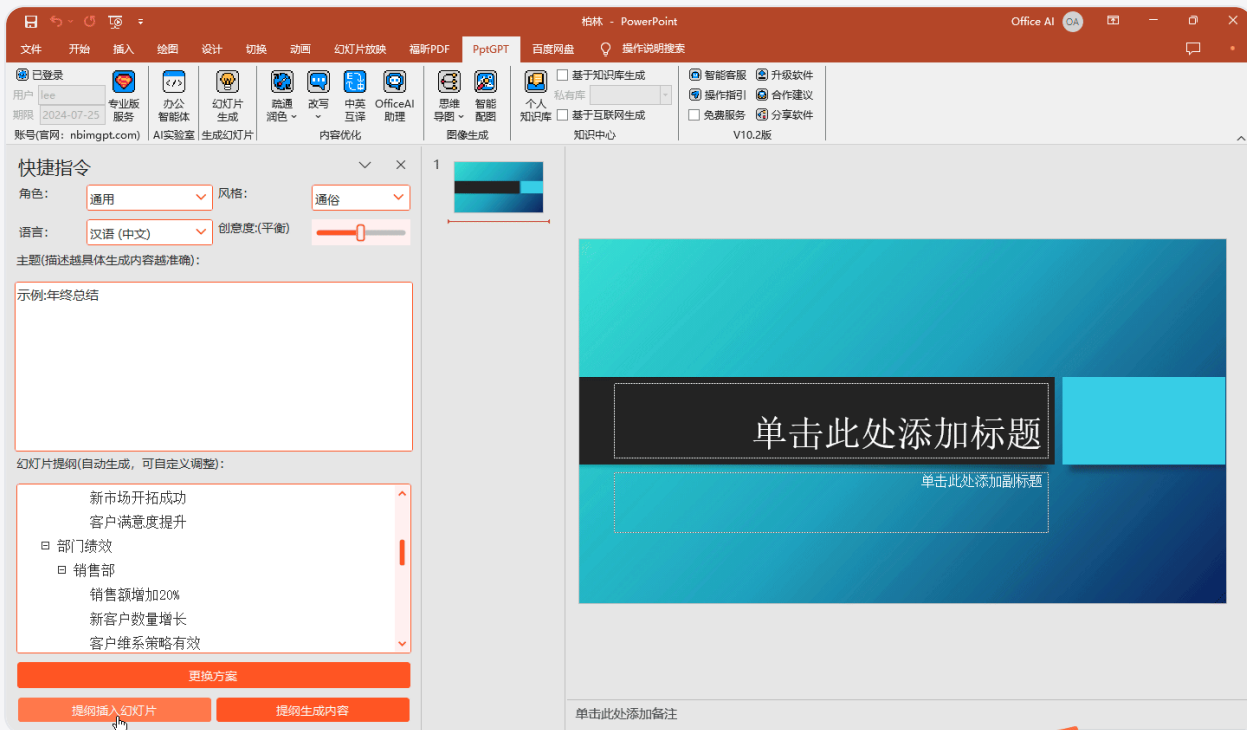 柏林 - PowerPoint
Office AI
OA
文件 开始 插入 绘图 设计 切换 动画 幻灯片放映 福昕PDF PptGPT 百度网盘 操作说明搜索
已登录
用户 lee
期限 2024-07-25
专业版
服务
账号(官网: nbimgpt.com)
办公
智能体
AI实验室
幻灯片
生成
生成幻灯片
疏通
润色
改写
中英
互译
OfficeAI
助理
内容优化
思维
导图
智能
配图
图像生成
个人
知识库
基于知识库生成
私有库
基于互联网生成
知识中心
智能客服 升级软件
操作指引 合作建议
免费服务 分享软件
V10.2版
快捷指令
角色: 通用 风格: 通俗
语言: 汉语 (中文) 创意度:(平衡)
主题(描述越具体生成内容越准确):
示例:年终总结
幻灯片提纲(自动生成, 可自定义调整):
新市场开拓成功
客户满意度提升
部门绩效
销售部
销售额增加20%
新客户数量增长
客户维系策略有效
更换方案
提纲插入幻灯片 提纲生成内容
1
单击此处添加标题
单击此处添加副标题
单击此处添加备注